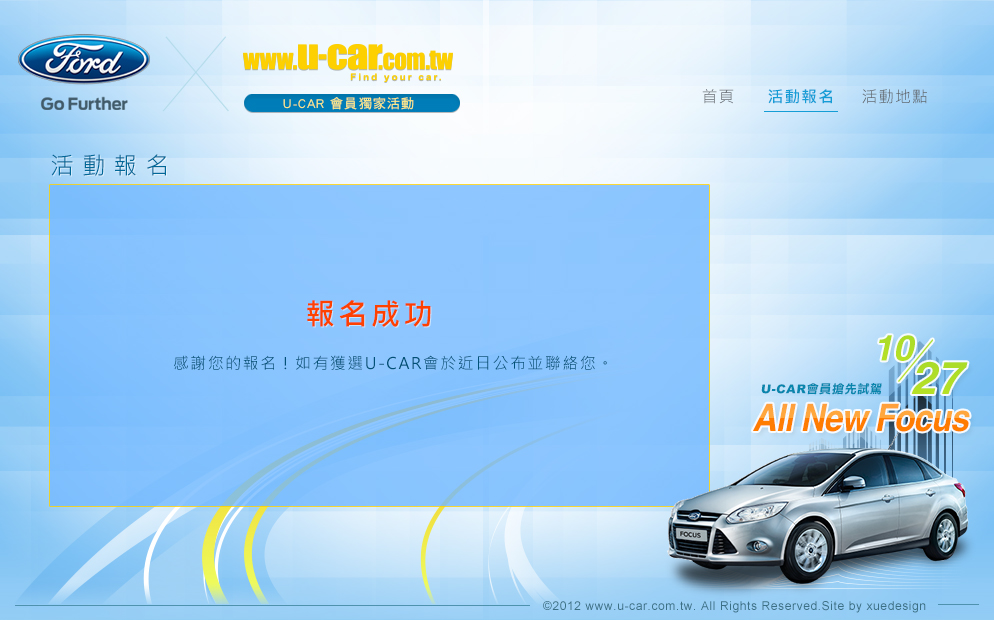 Ford
Go Further
www.u-car.com.tw
Find your car.
U-CAR 會員獨家活動
首頁
活動報名
活動地點
活動報名
報名成功
感謝您的報名！如有獲選U-CAR會於近日公布並聯絡您。
10/27
U-CAR會員搶先試駕
All New Focus
FOCUS
©2012 www.u-car.com.tw. All Rights Reserved.Site by xuedesign